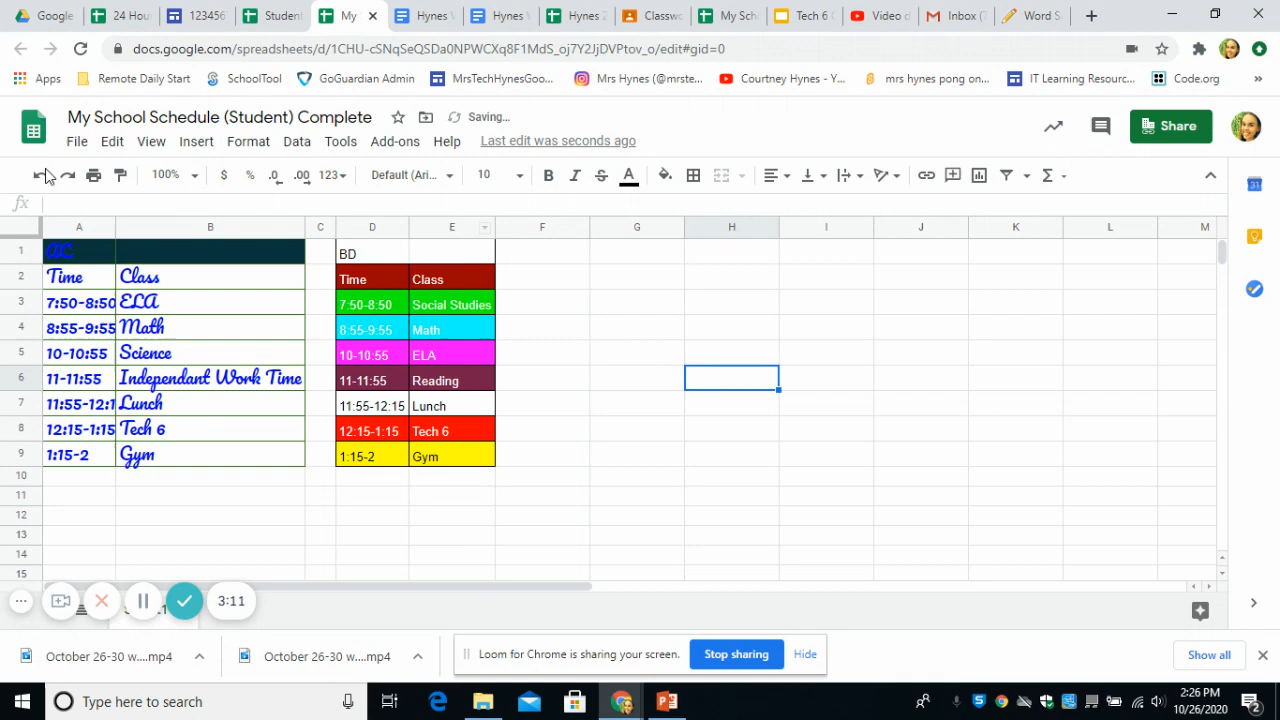 Google
24 Hour
123456
Student
My
Hynes
Hynes
Hynes 2
Classwo
My Sch
Tech 6
Video d
Inbox (
Word S
docs.google.com/spreadsheets/d/1CHU-cSNqSeQSDa0NPWCXq8F1MdS_oj7Y2JjDVPtov_o/edit#gid=0
Apps
Remote Daily Start
SchoolTool
GoGuardian Admin
MrsTechHynesGoo...
Mrs Hynes (@mrste...
Courtney Hynes - Y...
mrs hynes pong on...
IT Learning Resourc...
Code.org
»
My School Schedule (Student) Complete
Saving...
Share
File Edit View Insert Format Data Tools Add-ons Help Last edit was seconds ago
100% $ % .0 .00 123 Default (Ari... 10 B I S A
fx
A B C D E F G H I J K L M
1 AC BD
2 Time Class Time Class
3 7:50-8:50 ELA 7:50-8:50 Social Studies
4 8:55-9:55 Math 8:55-9:55 Math
5 10-10:55 Science 10-10:55 ELA
6 11-11:55 Independant Work Time 11-11:55 Reading
7 11:55-12:1 Lunch 11:55-12:15 Lunch
8 12:15-1:15 Tech 6 12:15-1:15 Tech 6
9 1:15-2 Gym 1:15-2 Gym
10
11
12
13
14
15
3:11
October 26-30 w....mp4
October 26-30 w....mp4
Loom for Chrome is sharing your screen.
Stop sharing
Hide
Show all
Type here to search
2:26 PM
10/26/2020
2